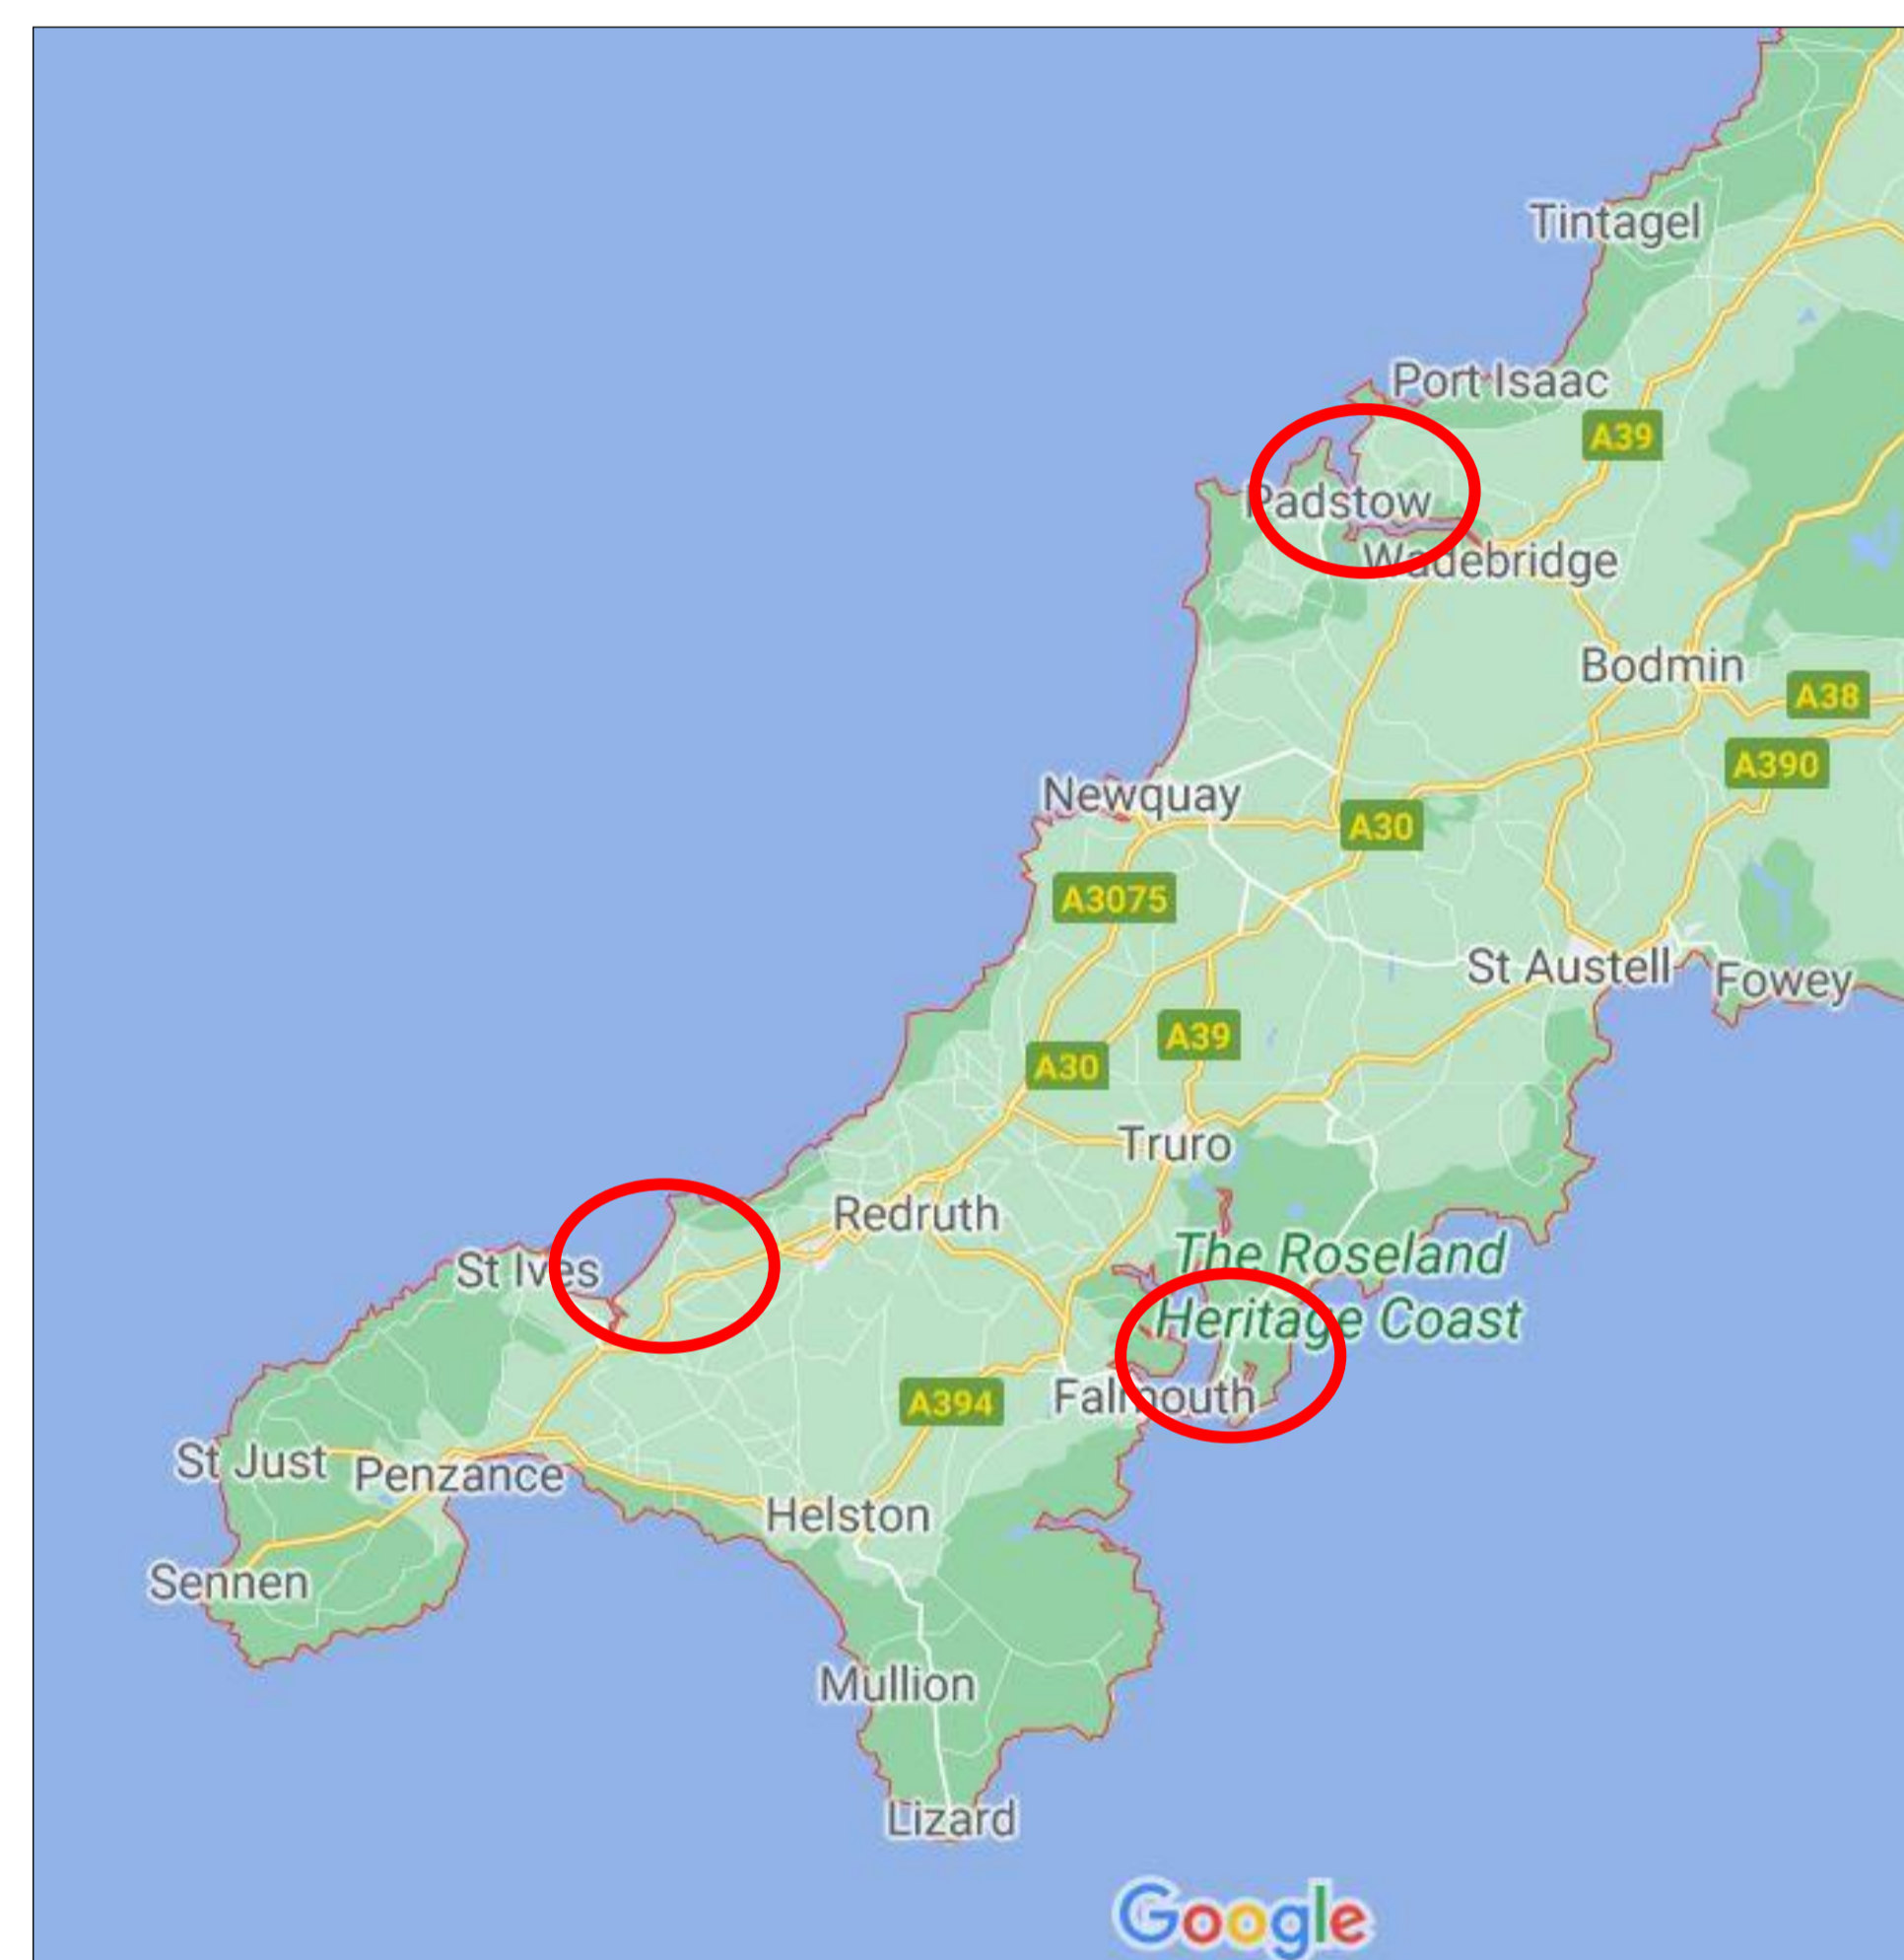 Tintagel
Port Isaac
A39
Padstow
Wadebridge
Bodmin
A38
A390
Newquay
A30
A3075
St Austell
Fowey
A39
A30
Truro
Redruth
The Roseland
Heritage Coast
St Ives
A394
Falmouth
St Just
Penzance
Helston
Sennen
Mullion
Lizard
Google